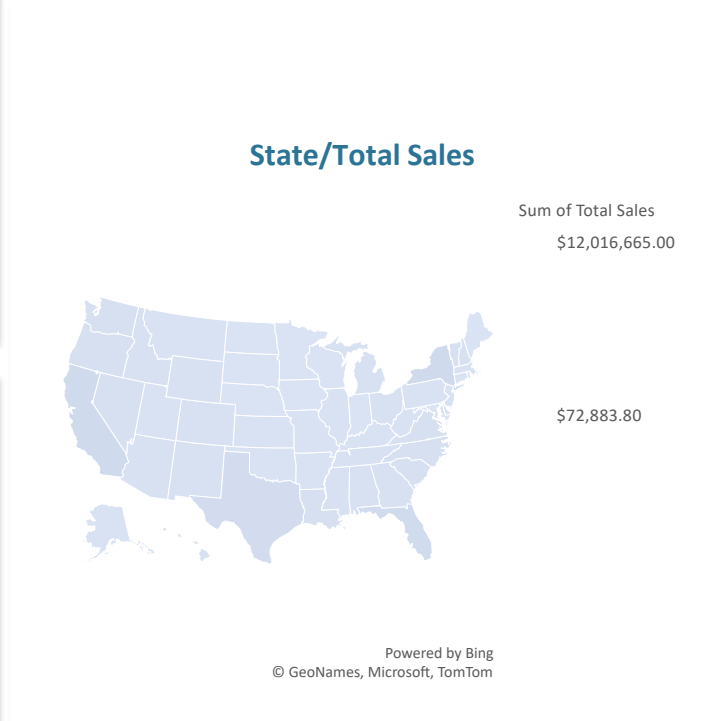 State/Total Sales
Sum of Total Sales
$12,016,665.00
$72,883.80
Powered by Bing
© GeoNames, Microsoft, TomTom